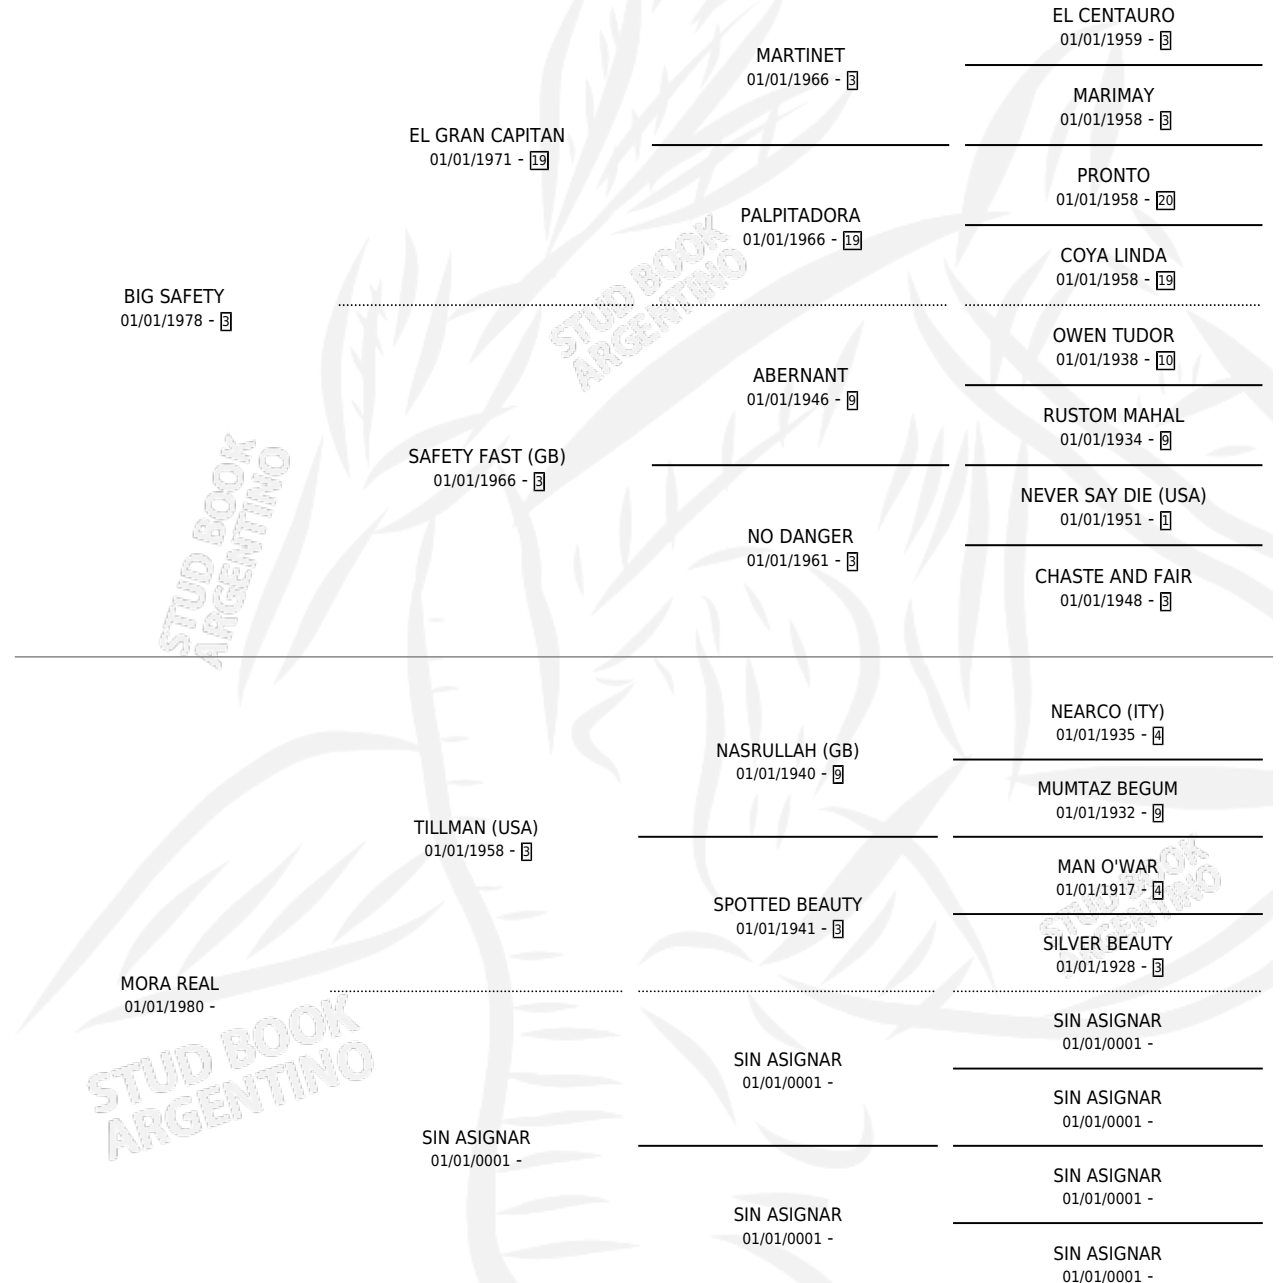 EL CENTAURO
01/01/1959 - 3
MARTINET
01/01/1966 - 3
MARIMAY
01/01/1958 - 3
EL GRAN CAPITAN
01/01/1971 - 19
PRONTO
01/01/1958 - 20
PALPITADORA
01/01/1966 - 19
COYA LINDA
01/01/1958 - 19
BIG SAFETY
01/01/1978 - 3
OWEN TUDOR
01/01/1938 - 10
ABERNANT
01/01/1946 - 9
RUSTOM MAHAL
01/01/1934 - 9
SAFETY FAST (GB)
01/01/1966 - 3
NEVER SAY DIE (USA)
01/01/1951 - 1
NO DANGER
01/01/1961 - 3
CHASTE AND FAIR
01/01/1948 - 3
NEARCO (ITY)
01/01/1935 - 4
NASRULLAH (GB)
01/01/1940 - 9
MUMTAZ BEGUM
01/01/1932 - 9
TILLMAN (USA)
01/01/1958 - 3
MAN O'WAR
01/01/1917 - 4
SPOTTED BEAUTY
01/01/1941 - 3
SILVER BEAUTY
01/01/1928 - 3
MORA REAL
01/01/1980 -
SIN ASIGNAR
01/01/0001 -
SIN ASIGNAR
01/01/0001 -
SIN ASIGNAR
01/01/0001 -
SIN ASIGNAR
01/01/0001 -
SIN ASIGNAR
01/01/0001 -
SIN ASIGNAR
01/01/0001 -
SIN ASIGNAR
01/01/0001 -
STUD BOOK
ARGENTINO
STUD BOOK
ARGENTINO
STUD BOOK
ARGENTINO
STUD BOOK
ARGENTINO